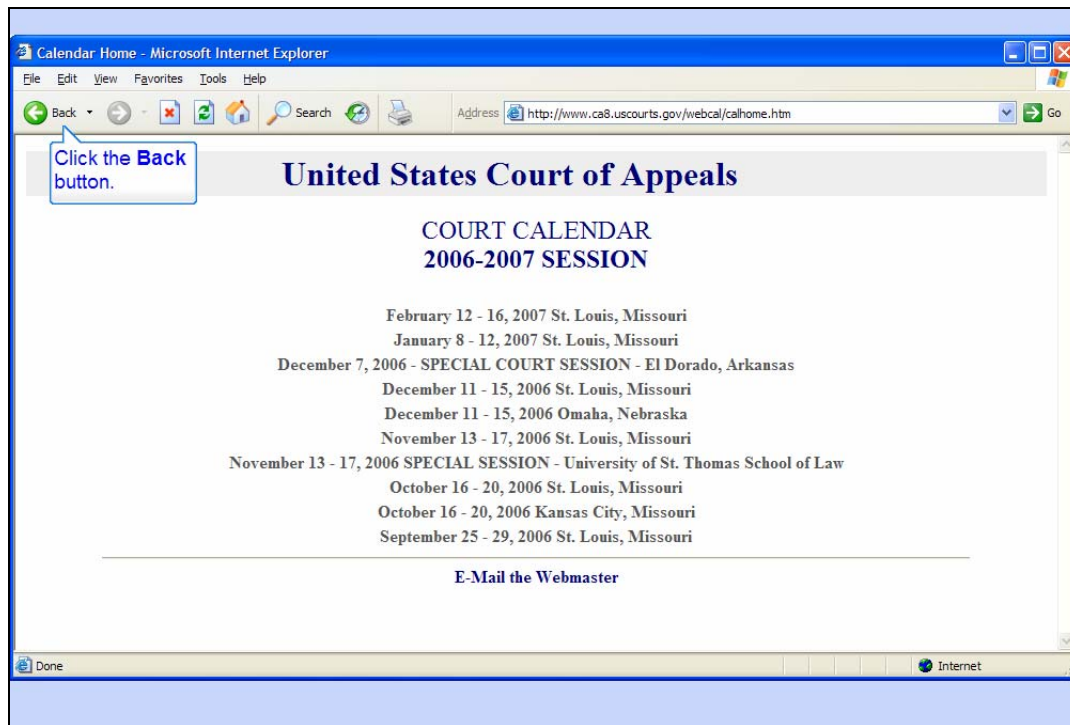 Calendar Home - Microsoft Internet Explorer
File Edit View Favorites Tools Help
Back Search Address http://www.ca8.uscourts.gov/webcal/calhome.htm Go
Click the Back
button.
United States Court of Appeals
COURT CALENDAR
2006-2007 SESSION
February 12 - 16, 2007 St. Louis, Missouri
January 8 - 12, 2007 St. Louis, Missouri
December 7, 2006 - SPECIAL COURT SESSION - El Dorado, Arkansas
December 11 - 15, 2006 St. Louis, Missouri
December 11 - 15, 2006 Omaha, Nebraska
November 13 - 17, 2006 St. Louis, Missouri
November 13 - 17, 2006 SPECIAL SESSION - University of St. Thomas School of Law
October 16 - 20, 2006 St. Louis, Missouri
October 16 - 20, 2006 Kansas City, Missouri
September 25 - 29, 2006 St. Louis, Missouri
E-Mail the Webmaster
Done Internet